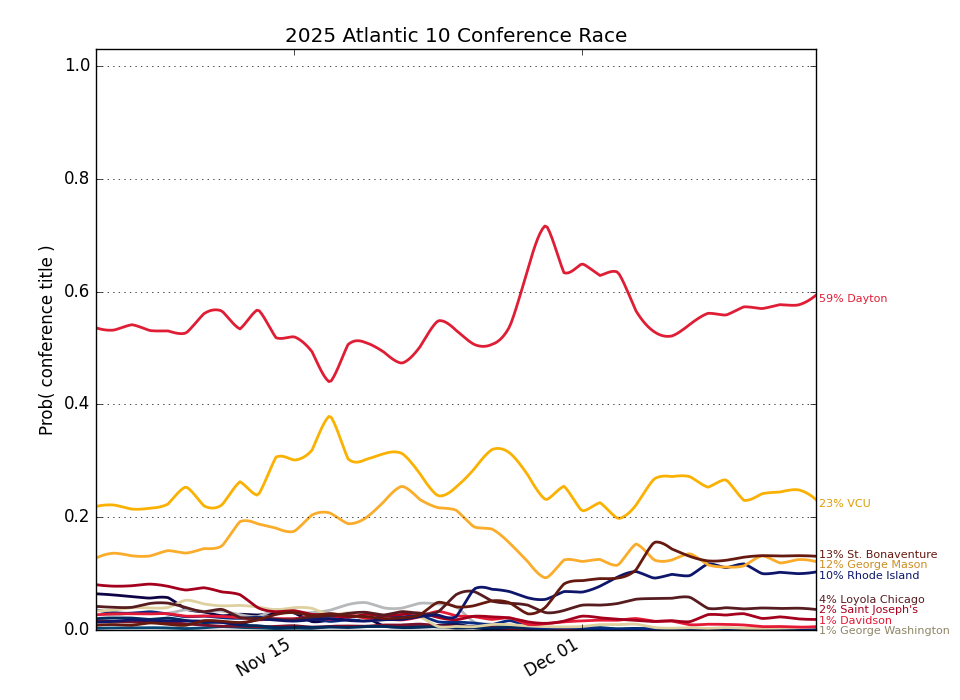 2025 Atlantic 10 Conference Race
Prob( conference title )
1.0
0.8
0.6
0.4
0.2
0.0
Nov 15
Dec 01
59% Dayton
23% VCU
13% St. Bonaventure
12% George Mason
10% Rhode Island
4% Loyola Chicago
2% Saint Joseph's
1% Davidson
1% George Washington